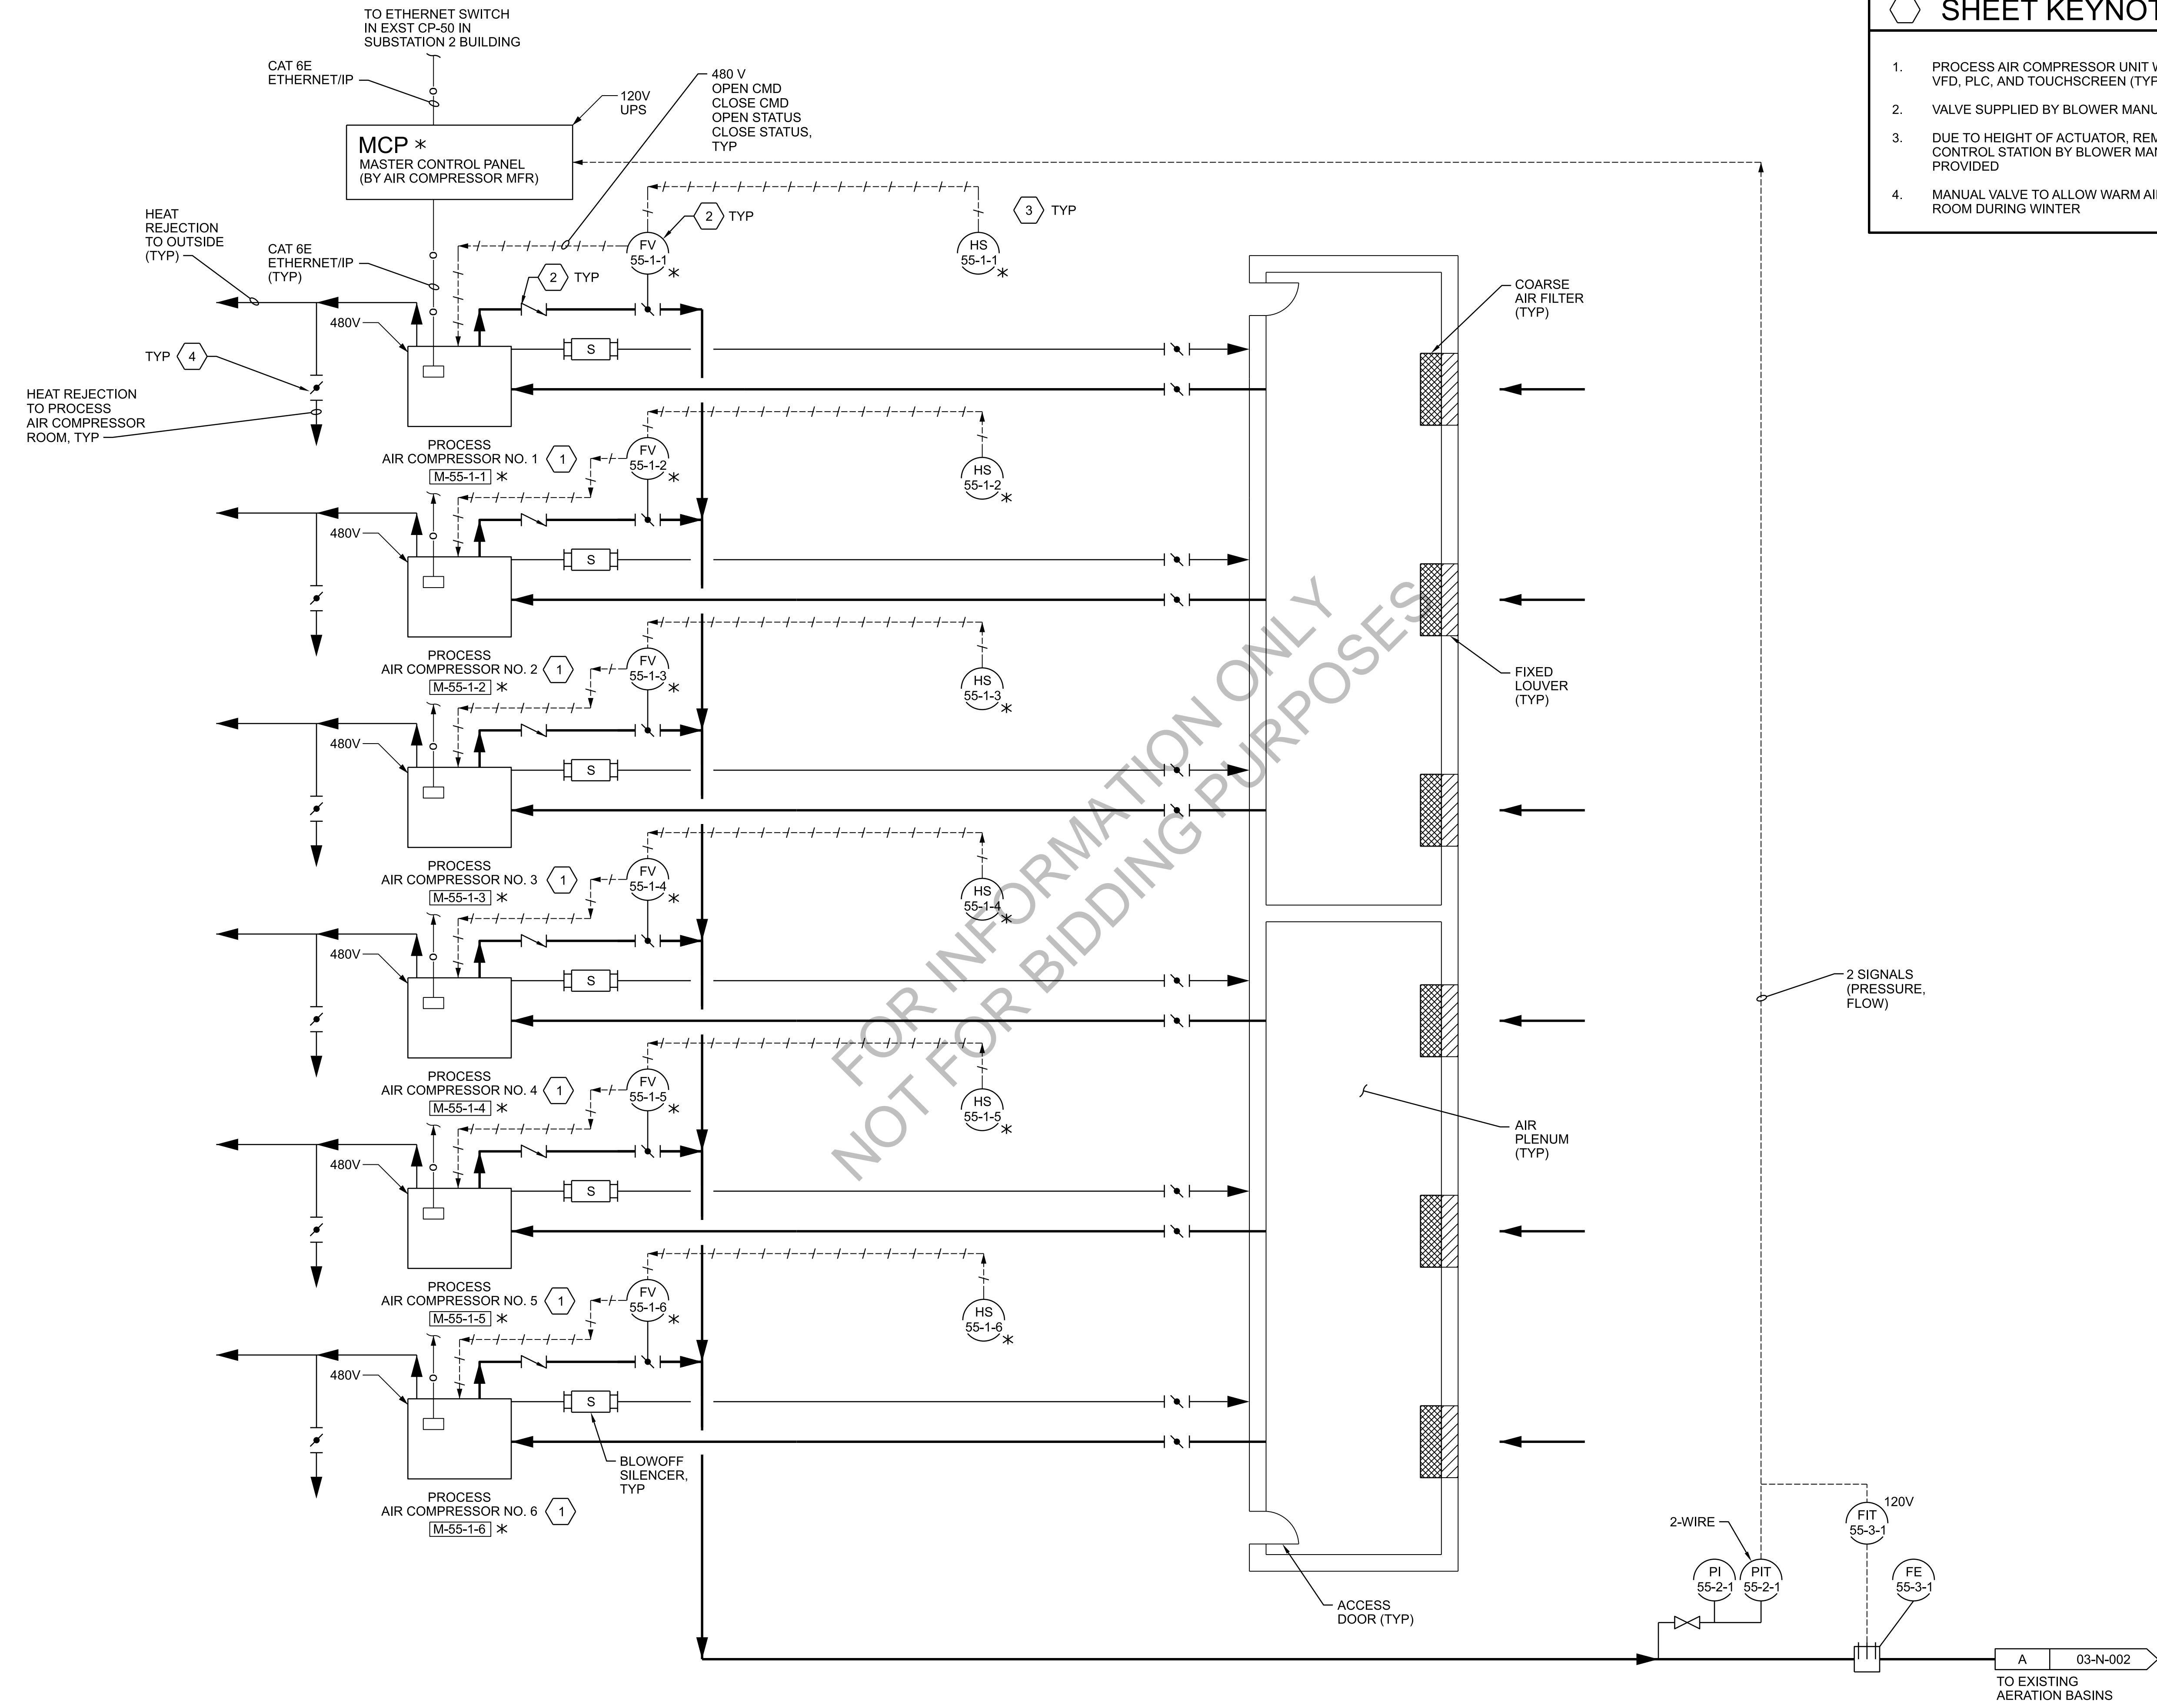 TO ETHERNET SWITCH
IN EXST CP-50 IN
SUBSTATION 2 BUILDING
CAT 6E
ETHERNET/IP
480 V
OPEN CMD
CLOSE CMD
OPEN STATUS
CLOSE STATUS,
TYP
120V
UPS
MCP *
MASTER CONTROL PANEL
(BY AIR COMPRESSOR MFR)
SHEET
1. PROCESS AIR COMPRESSOR UNIT
VFD, PLC, AND TOUCHSCREEN
2. VALVE SUPPLIED BY BLOWER
3. DUE TO HEIGHT OF ACTUATOR,
CONTROL STATION BY BLOWER
PROVIDED
4. MANUAL VALVE TO ALLOW WARM
ROOM DURING WINTER
HEAT
REJECTION
TO OUTSIDE
(TYP)
CAT 6E
ETHERNET/IP
(TYP)
2 TYP
3 TYP
FV
55-1-1
*
HS
55-1-1
*
2 TYP
480V
S
TYP 4
HEAT REJECTION
TO PROCESS
AIR COMPRESSOR
ROOM, TYP
COARSE
AIR FILTER
(TYP)
PROCESS
AIR COMPRESSOR NO. 1
1
M-55-1-1 *
FV
55-1-2
*
HS
55-1-2
*
480V
S
PROCESS
AIR COMPRESSOR NO. 2
1
M-55-1-2 *
FV
55-1-3
*
HS
55-1-3
*
FIXED
LOUVER
(TYP)
480V
S
PROCESS
AIR COMPRESSOR NO. 3
1
M-55-1-3 *
FV
55-1-4
*
HS
55-1-4
*
480V
S
2 SIGNALS
(PRESSURE,
FLOW)
PROCESS
AIR COMPRESSOR NO. 4
1
M-55-1-4 *
FV
55-1-5
*
HS
55-1-5
*
AIR
PLENUM
(TYP)
480V
S
PROCESS
AIR COMPRESSOR NO. 5
1
M-55-1-5 *
FV
55-1-6
*
HS
55-1-6
*
480V
S
BLOWOFF
SILENCER,
TYP
PROCESS
AIR COMPRESSOR NO. 6
1
M-55-1-6 *
FOR INFORMATION ONLY
NOT FOR BIDDING PURPOSES
ACCESS
DOOR (TYP)
2-WIRE
120V
FIT
55-3-1
PI
55-2-1
PIT
55-2-1
FE
55-3-1
A 03-N-002
TO EXISTING
AERATION BASINS